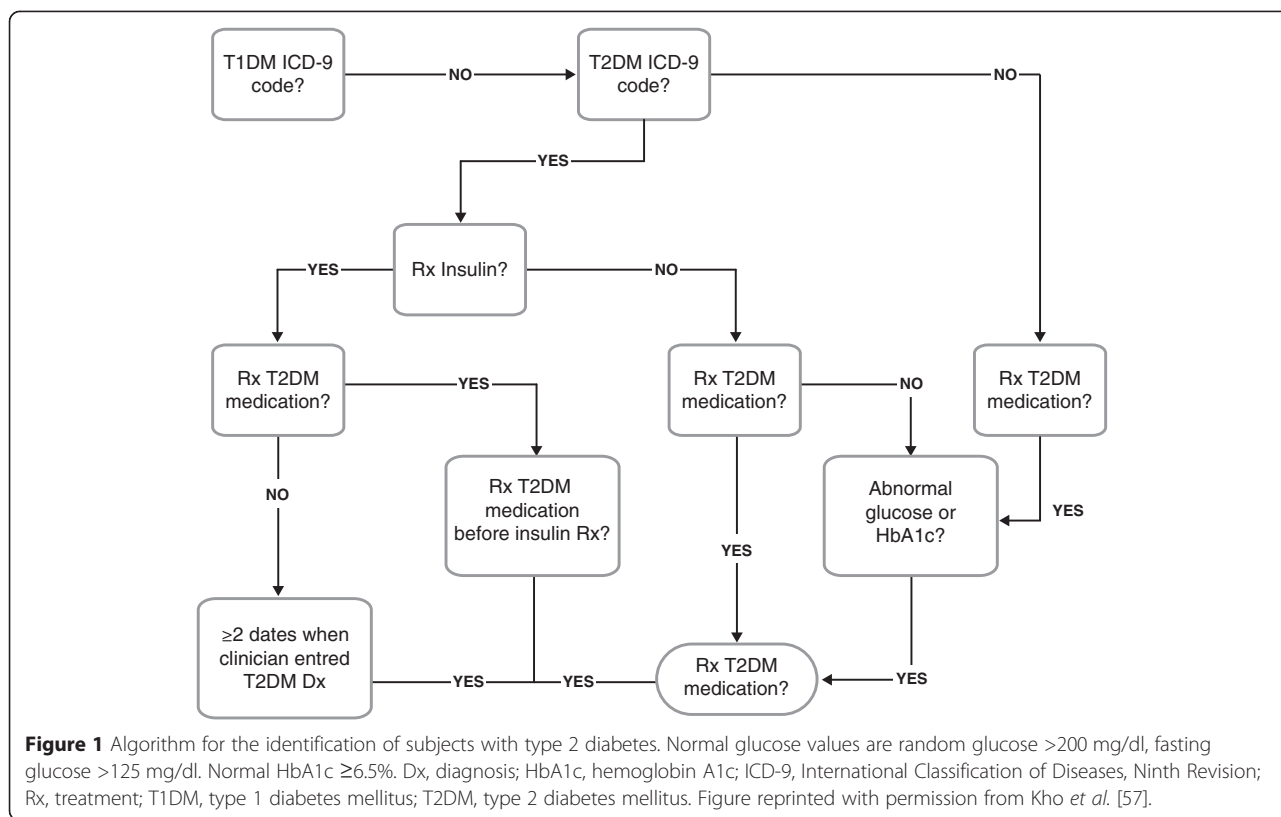 T1DM ICD-9
code?
NO
T2DM ICD-9
code?
NO
YES
Rx Insulin?
YES
NO
Rx T2DM
medication?
YES
Rx T2DM
medication?
NO
Rx T2DM
medication?
NO
Rx T2DM
medication
before insulin Rx?
YES
Abnormal
glucose or
HbA1c?
YES
≥2 dates when
clinician entred
T2DM Dx
YES
YES
Rx T2DM
medication?
YES
Figure 1 Algorithm for the identification of subjects with type 2 diabetes. Normal glucose values are random glucose >200 mg/dl, fasting
glucose >125 mg/dl. Normal HbA1c ≥6.5%. Dx, diagnosis; HbA1c, hemoglobin A1c; ICD-9, International Classification of Diseases, Ninth Revision;
Rx, treatment; T1DM, type 1 diabetes mellitus; T2DM, type 2 diabetes mellitus. Figure reprinted with permission from Kho et al. [57].